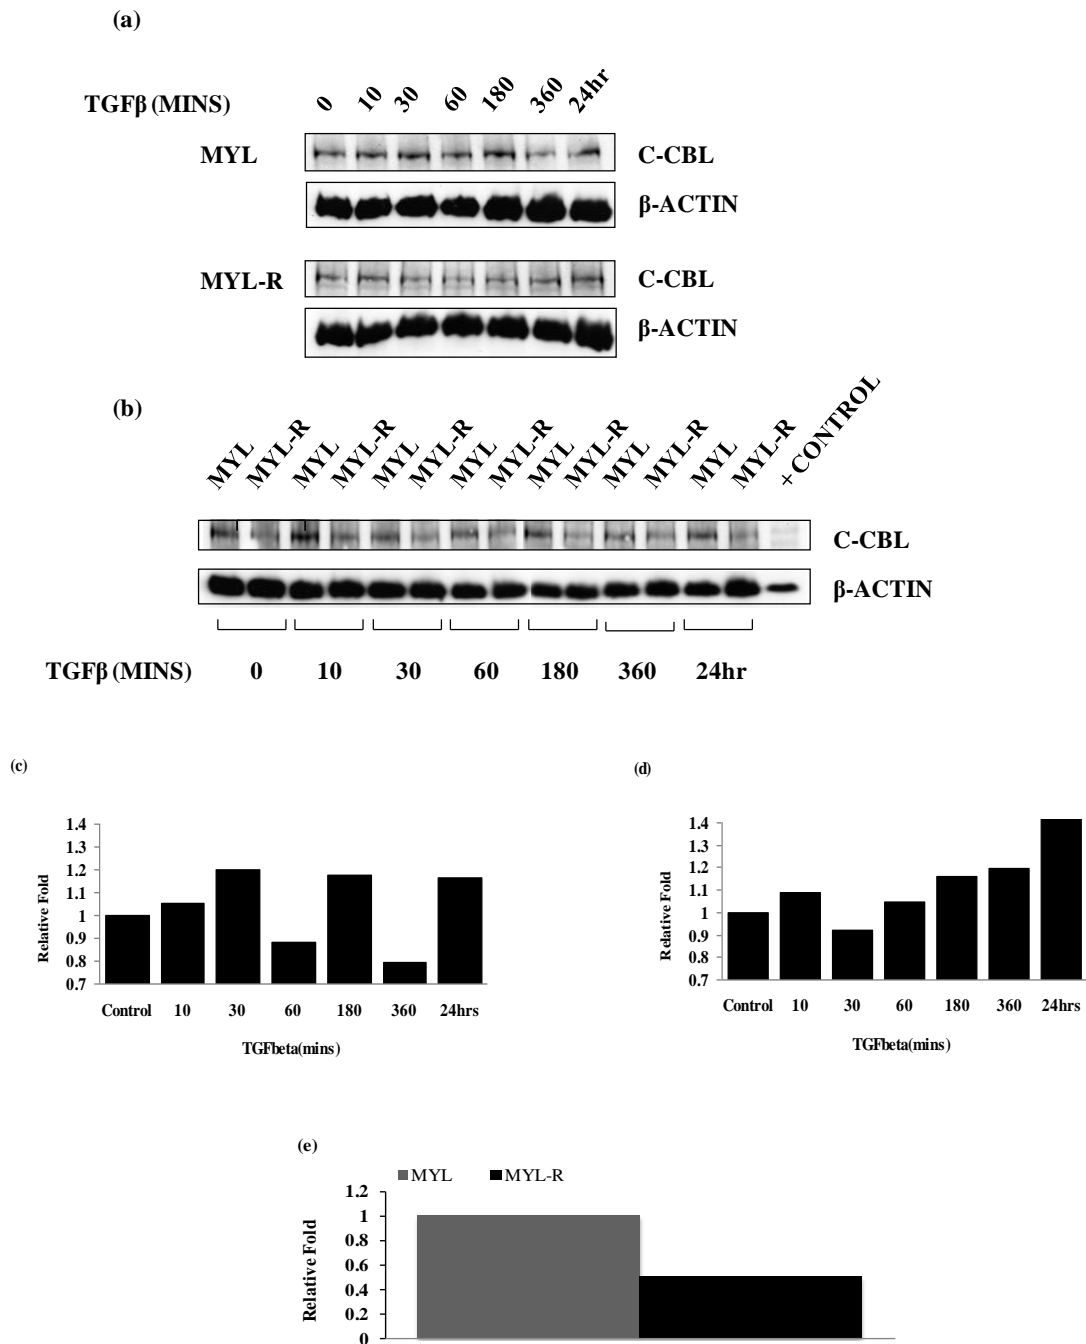 (a)
TGFβ (MINS) 0 10 30 60 180 360 24hr
MYL C-CBL
β-ACTIN
MYL-R C-CBL
β-ACTIN
(b)
MYL MYL-R MYL MYL-R MYL MYL-R MYL MYL-R MYL MYL-R MYL MYL-R MYL MYL-R +CONTROL
C-CBL
β-ACTIN
TGFβ (MINS) 0 10 30 60 180 360 24hr
(c)
1.4
1.3
1.2
1.1
1
0.9
0.8
0.7
Relative Fold
Control 10 30 60 180 360 24hrs
TGFbeta(mins)
(d)
1.4
1.3
1.2
1.1
1
0.9
0.8
0.7
Relative Fold
Control 10 30 60 180 360 24hrs
TGFbeta(mins)
(e)
MYL MYL-R
1.2
1
0.8
0.6
0.4
0.2
0
Relative Fold